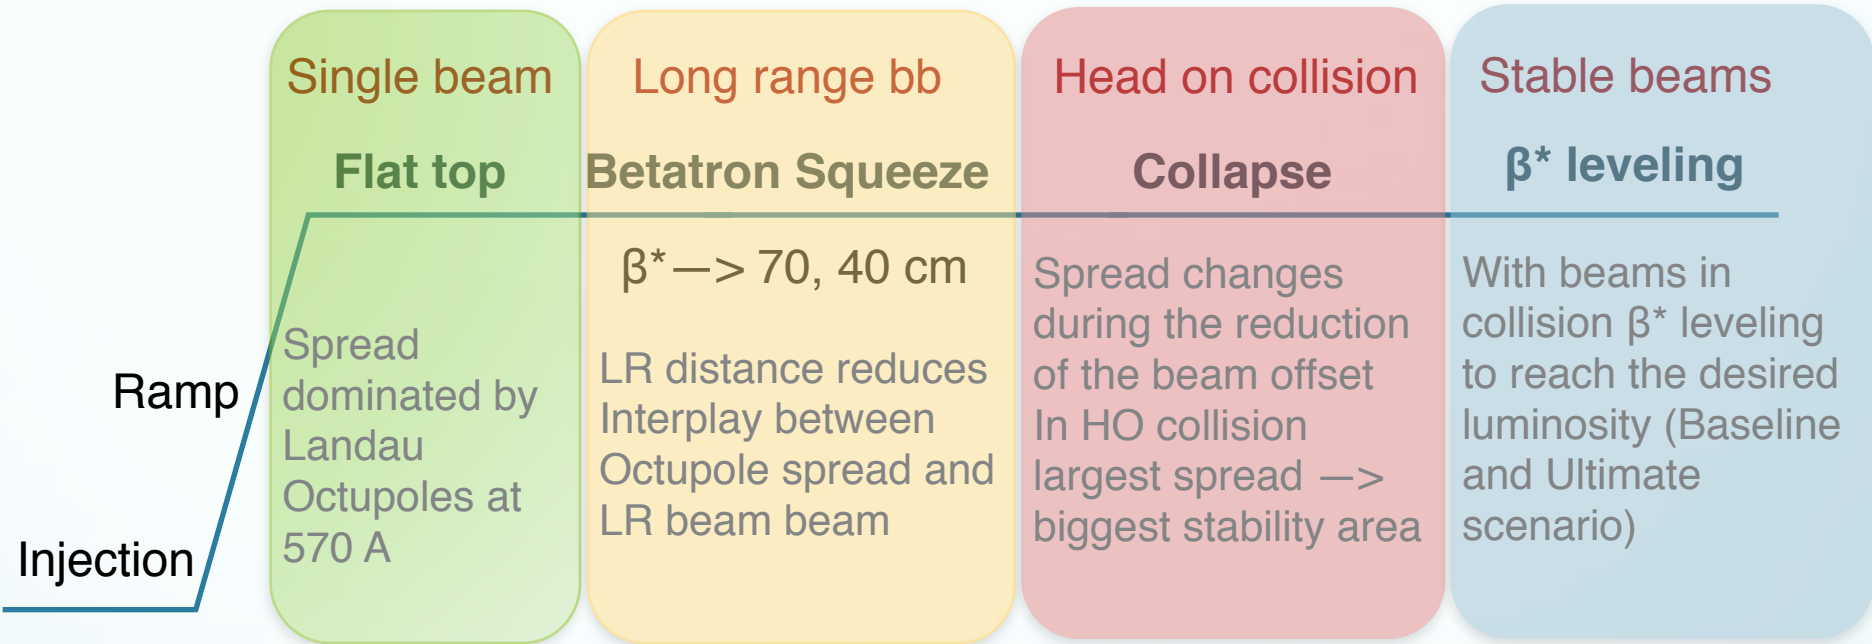 Single beam
Flat top
Spread
dominated by
Landau
Octupoles at
570 A
Long range bb
Betatron Squeeze
β*—> 70, 40 cm
LR distance reduces
Interplay between
Octupole spread and
LR beam beam
Head on collision
Collapse
Spread changes
during the reduction
of the beam offset
In HO collision
largest spread —>
biggest stability area
Stable beams
β* leveling
With beams in
collision β* leveling
to reach the desired
luminosity (Baseline
and Ultimate
scenario)
Ramp
Injection